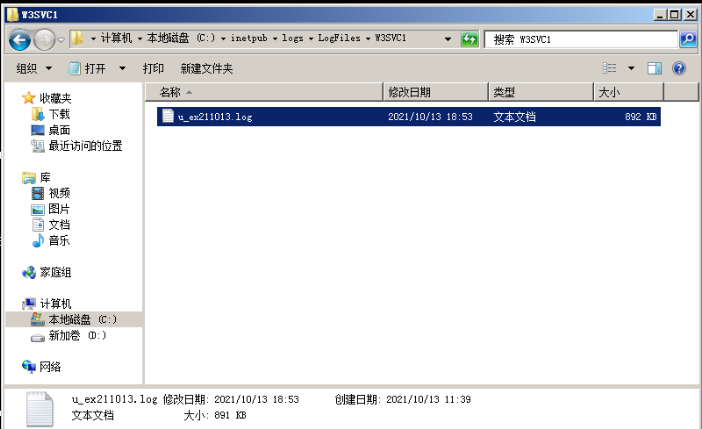 W3SVC1
计算机 本地磁盘 (C:) inetpub logs LogFiles W3SVC1 搜索 W3SVC1
组织 打开 打印 新建文件夹
名称 修改日期 类型 大小
u_ex211013.log 2021/10/13 18:53 文本文档 892 KB
收藏夹
下载
桌面
最近访问的位置
库
视频
图片
文档
音乐
家庭组
计算机
本地磁盘 (C:)
新加卷 (D:)
网络
u_ex211013.log 修改日期: 2021/10/13 18:53 创建日期: 2021/10/13 11:39
文本文档 大小: 891 KB